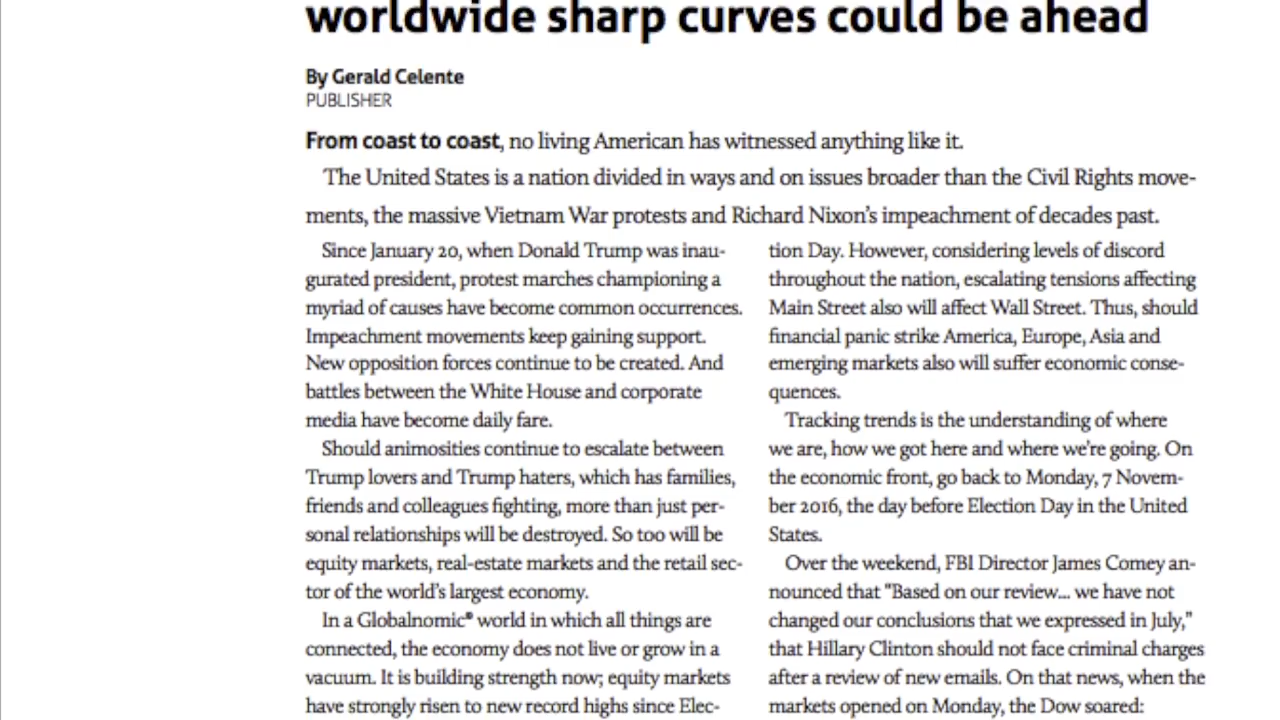 worldwide sharp curves could be ahead
By Gerald Celente
PUBLISHER
From coast to coast, no living American has witnessed anything like it.
The United States is a nation divided in ways and on issues broader than the Civil Rights move-
ments, the massive Vietnam War protests and Richard Nixon's impeachment of decades past.
Since January 20, when Donald Trump was inau-
gurated president, protest marches championing a
myriad of causes have become common occurrences.
Impeachment movements keep gaining support.
New opposition forces continue to be created. And
battles between the White House and corporate
media have become daily fare.
Should animosities continue to escalate between
Trump lovers and Trump haters, which has families,
friends and colleagues fighting, more than just per-
sonal relationships will be destroyed. So too will be
equity markets, real-estate markets and the retail sec-
tor of the world's largest economy.
In a Globalnomic® world in which all things are
connected, the economy does not live or grow in a
vacuum. It is building strength now; equity markets
have strongly risen to new record highs since Elec-
tion Day. However, considering levels of discord
throughout the nation, escalating tensions affecting
Main Street also will affect Wall Street. Thus, should
financial panic strike America, Europe, Asia and
emerging markets also will suffer economic conse-
quences.
Tracking trends is the understanding of where
we are, how we got here and where we're going. On
the economic front, go back to Monday, 7 Novem-
ber 2016, the day before Election Day in the United
States.
Over the weekend, FBI Director James Comey an-
nounced that "Based on our review... we have not
changed our conclusions that we expressed in July,"
that Hillary Clinton should not face criminal charges
after a review of new emails. On that news, when the
markets opened on Monday, the Dow soared: